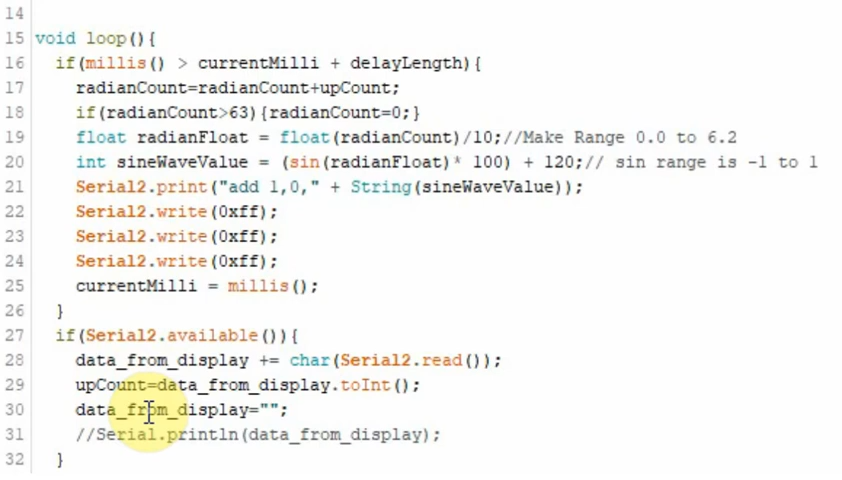 14
15 void loop(){
16 if(millis() > currentMilli + delayLength){
17 radianCount=radianCount+upCount;
18 if(radianCount>63){radianCount=0;}
19 float radianFloat = float(radianCount)/10;//Make Range 0.0 to 6.2
20 int sineWaveValue = (sin(radianFloat)* 100) + 120;// sin range is -1 to 1
21 Serial2.print("add 1,0," + String(sineWaveValue));
22 Serial2.write(0xff);
23 Serial2.write(0xff);
24 Serial2.write(0xff);
25 currentMilli = millis();
26 }
27 if(Serial2.available()){
28 data_from_display += char(Serial2.read());
29 upCount=data_from_display.toInt();
30 data_from_display="";
31 //Serial.println(data_from_display);
32 }